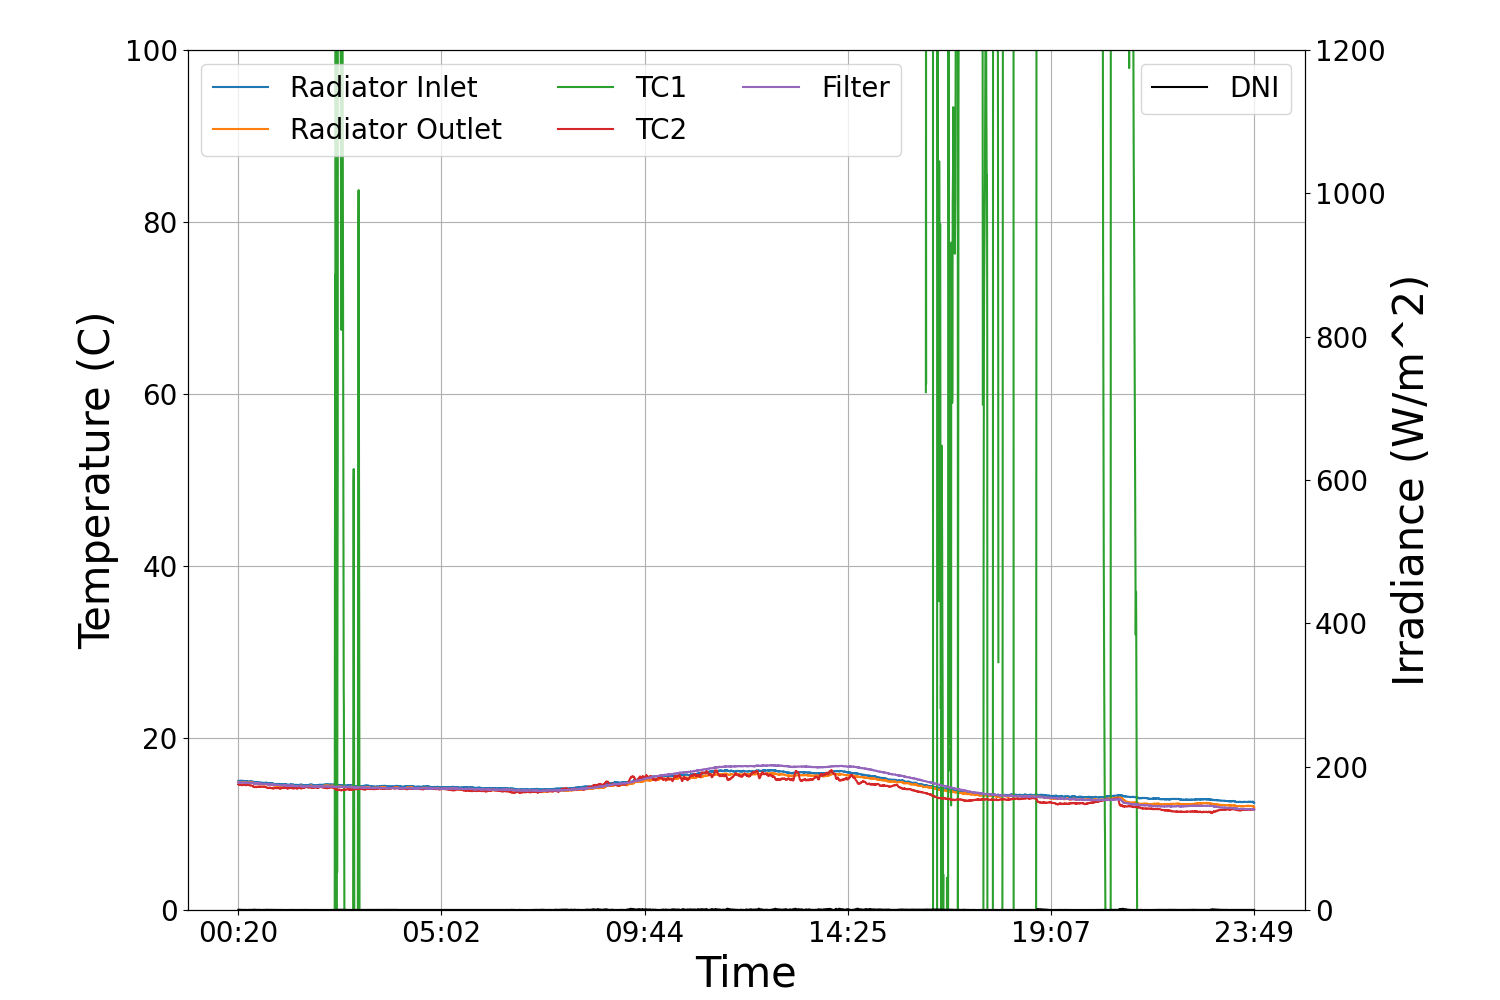 Radiator Inlet
Radiator Outlet
TC1
TC2
Filter
DNI
Temperature (C)
100
80
60
40
20
0
1200
1000
800
600
400
200
0
Irradiance (W/m^2)
00:20
05:02
09:44
14:25
19:07
23:49
Time